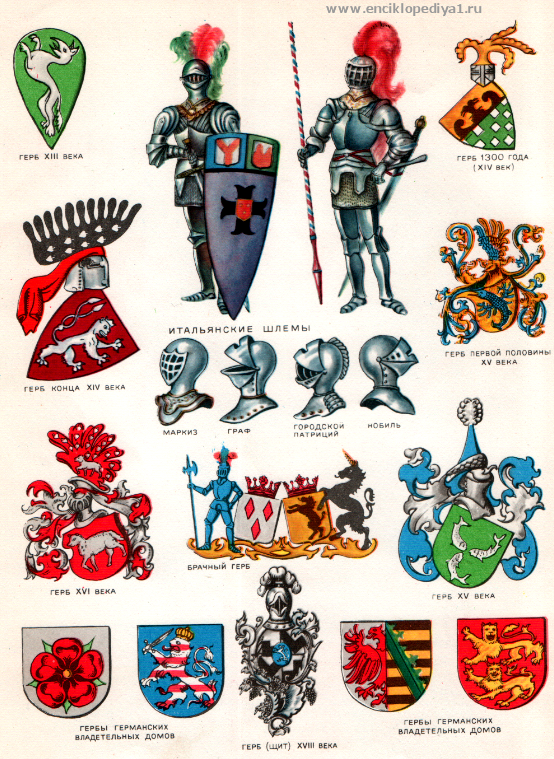 www.enciklopediya1.ru
ГЕРБ XIII ВЕКА
ГЕРБ 1300 ГОДА
(XIV ВЕК)
ИТАЛЬЯНСКИЕ ШЛЕМЫ
ГЕРБ ПЕРВОЙ ПОЛОВИНЫ
XV ВЕКА
ГЕРБ КОНЦА XIV ВЕКА
МАРКИЗ
ГРАФ
ГОРОДСКОЙ
ПАТРИЦИЙ
НОБИЛЬ
БРАЧНЫЙ ГЕРБ
ГЕРБ XVI ВЕКА
ГЕРБ XV ВЕКА
ГЕРБЫ ГЕРМАНСКИХ
ВЛАДЕТЕЛЬНЫХ ДОМОВ
ГЕРБ (ЩИТ) XVIII ВЕКА
ГЕРБЫ ГЕРМАНСКИХ
ВЛАДЕТЕЛЬНЫХ ДОМОВ